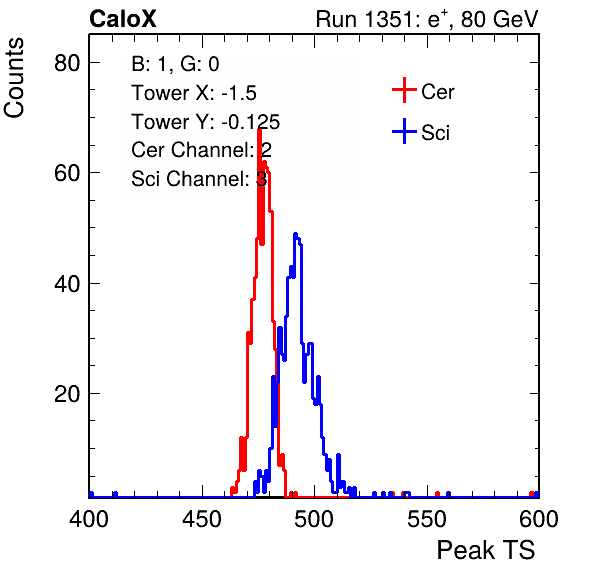 CaloX Run 1351: e⁺, 80 GeV
Counts
80
60
40
20
B: 1, G: 0
Tower X: -1.5
Tower Y: -0.125
Cer Channel: 2
Sci Channel: 3
Cer
Sci
400 450 500 550 600
Peak TS